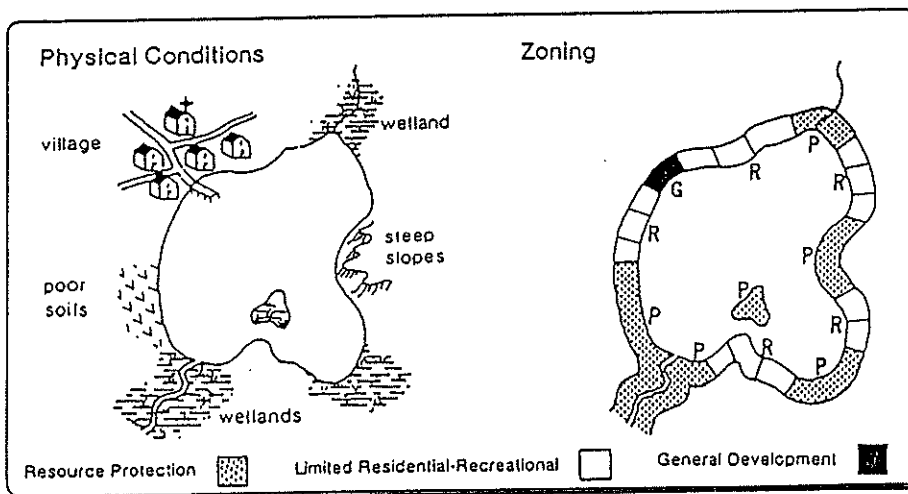 Physical Conditions
village
wetland
steep
slopes
poor
soils
wetlands
Zoning
P
R
G
R
R
P
P
P
R
P
R
P
Resource Protection
Limited Residential-Recreational
General Development